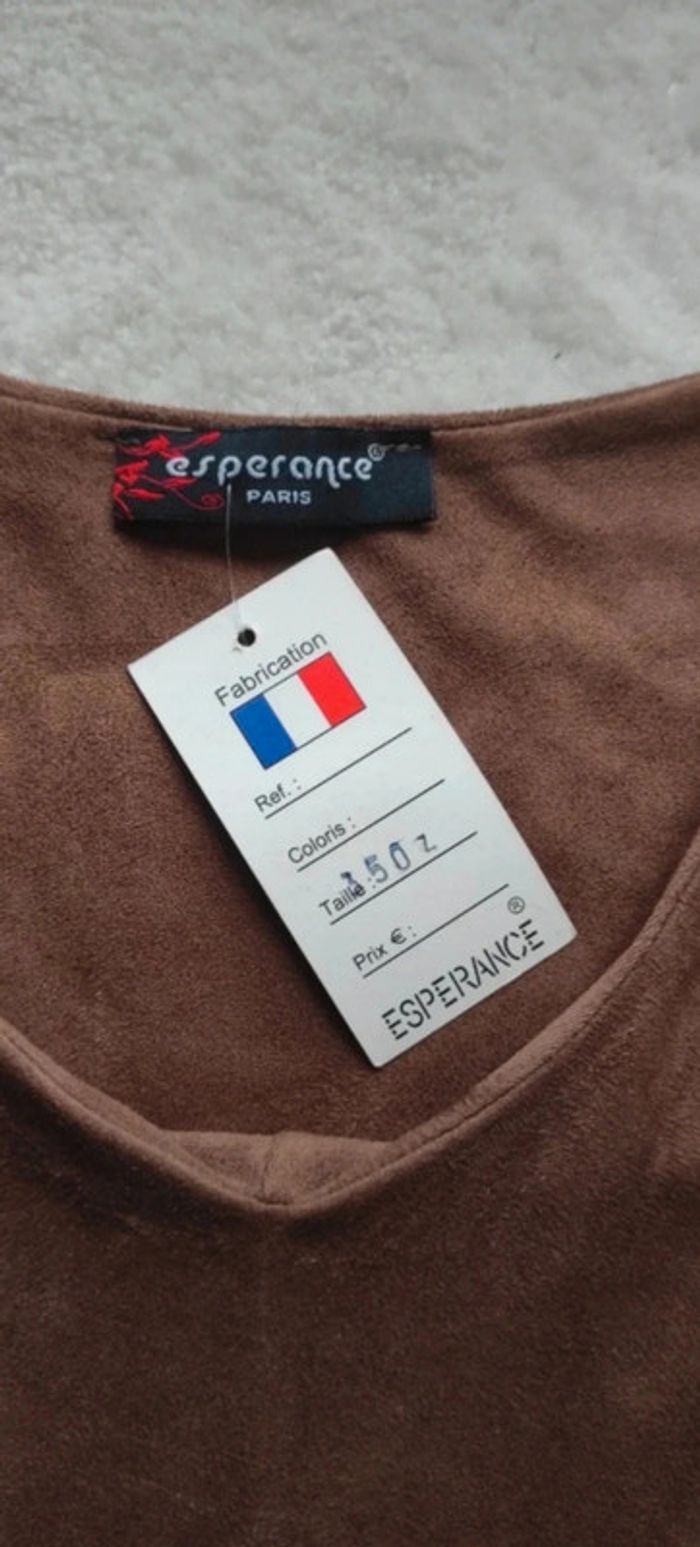 esperance®
PARIS
Fabrication
Ref. :
Coloris :
Taille :
Prix € :
ESPERANCE®